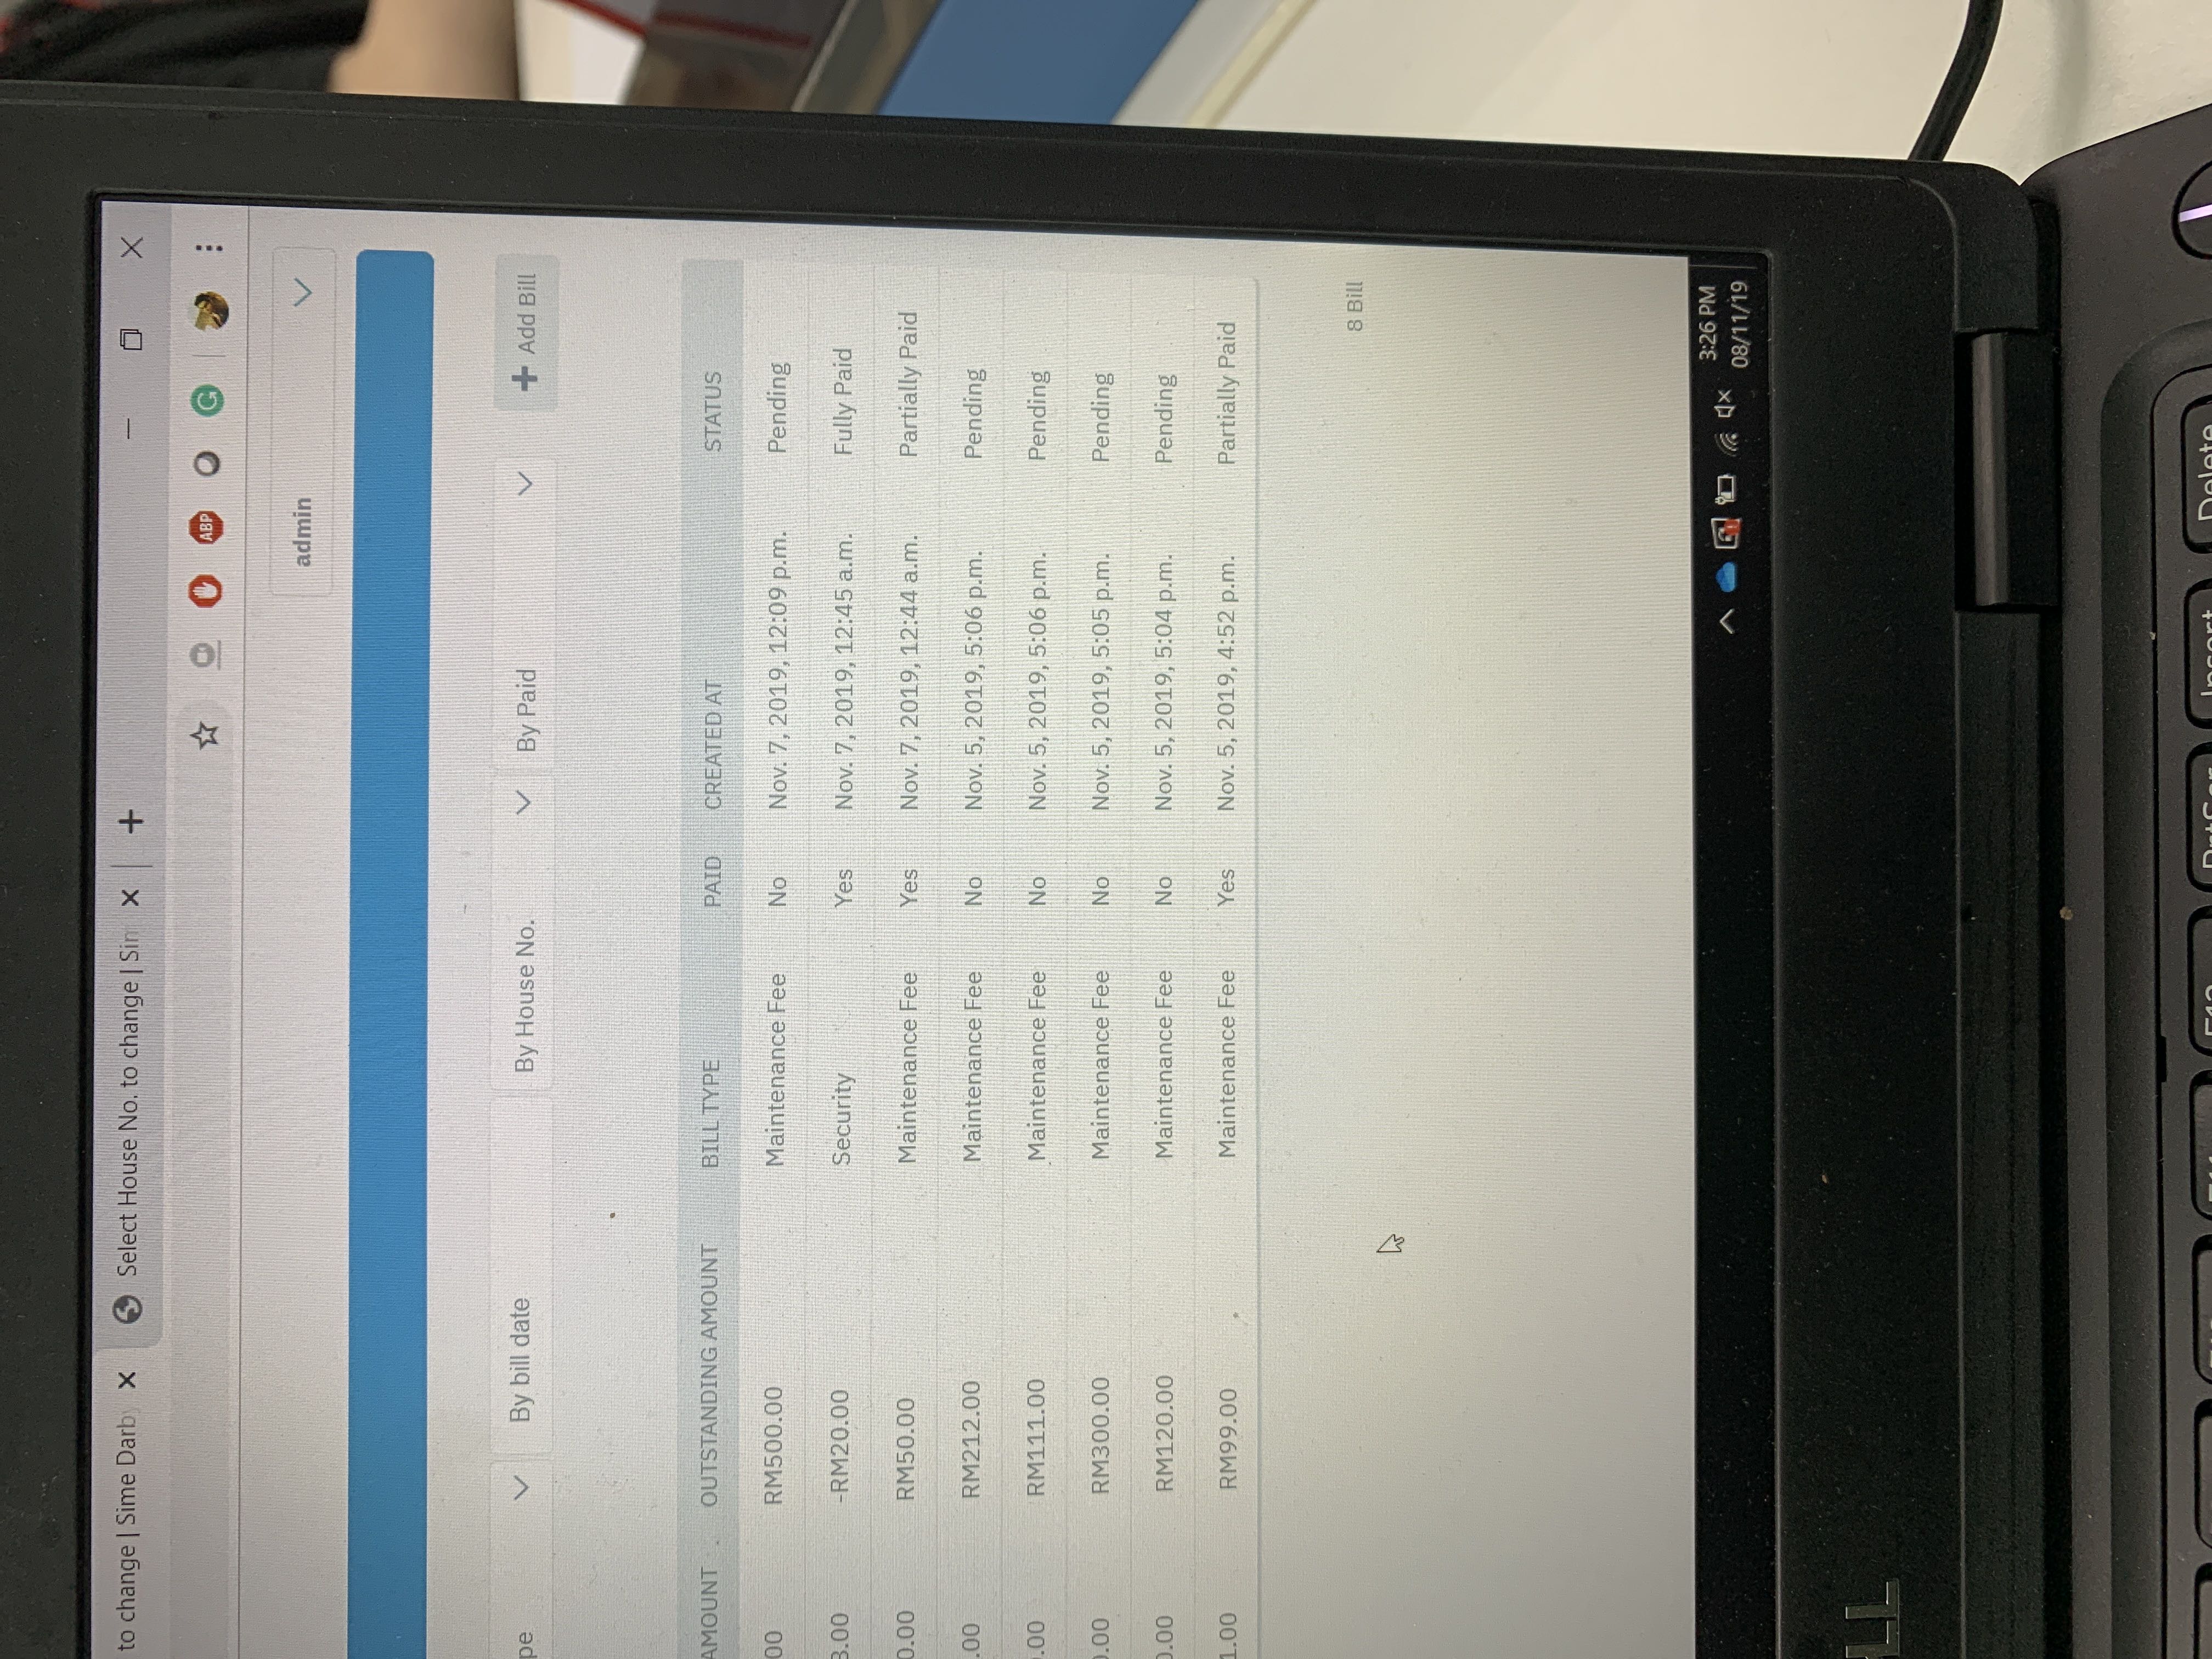 to change | Sime Darb
Select House No. to change | Sim
ABP
G
admin
pe
By bill date
By House No.
By Paid
+ Add Bill
AMOUNT OUTSTANDING AMOUNT BILL TYPE PAID CREATED AT STATUS
00 RM500.00 Maintenance Fee No Nov. 7, 2019, 12:09 p.m. Pending
3.00 -RM20.00 Security Yes Nov. 7, 2019, 12:45 a.m. Fully Paid
0.00 RM50.00 Maintenance Fee Yes Nov. 7, 2019, 12:44 a.m. Partially Paid
.00 RM212.00 Maintenance Fee No Nov. 5, 2019, 5:06 p.m. Pending
.00 RM111.00 Maintenance Fee No Nov. 5, 2019, 5:06 p.m. Pending
0.00 RM300.00 Maintenance Fee No Nov. 5, 2019, 5:05 p.m. Pending
0.00 RM120.00 Maintenance Fee No Nov. 5, 2019, 5:04 p.m. Pending
1.00 RM99.00 Maintenance Fee Yes Nov. 5, 2019, 4:52 p.m. Partially Paid
8 Bill
3:26 PM
08/11/19
LL
F12 PrtScr Insert Delete